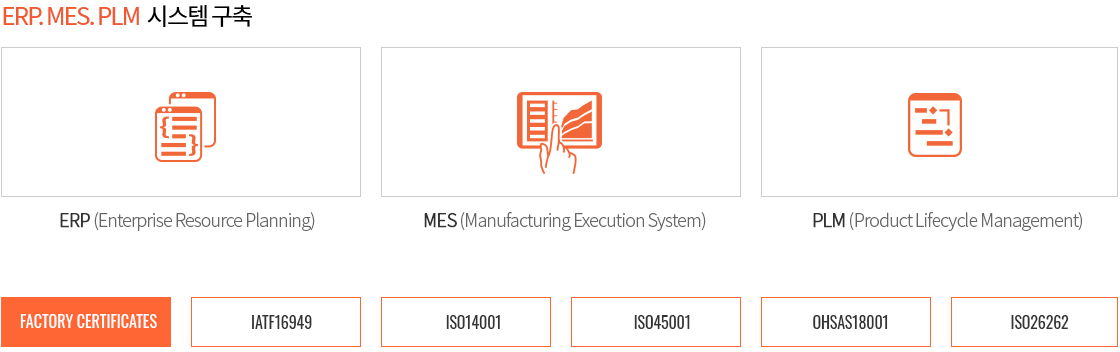 ERP. MES. PLM 시스템 구축
ERP (Enterprise Resource Planning)
MES (Manufacturing Execution System)
PLM (Product Lifecycle Management)
FACTORY CERTIFICATES
IATF16949
ISO14001
ISO45001
OHSAS18001
ISO26262